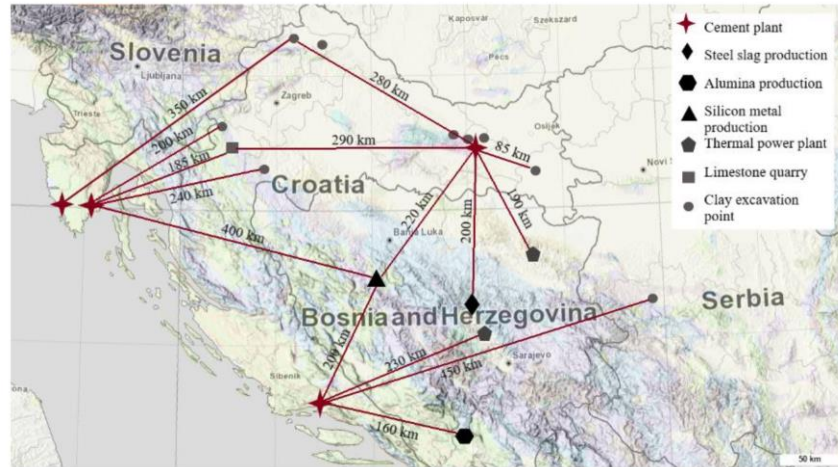 Kaposvar
Szekszard
Slovenia
Pecs
Ljubljana
350 km
280 km
Zagreb
Trieste
200 km
Osijek
290 km
85 km
185 km
Novi S
240 km
Croatia
190 km
220 km
200 km
Banja Luka
400 km
Serbia
Bosnia and Herzegovina
200 km
230 km
Sarajevo
450 km
Sibenik
160 km
50 km
Cement plant
Steel slag production
Alumina production
Silicon metal
production
Thermal power plant
Limestone quarry
Clay excavation
point